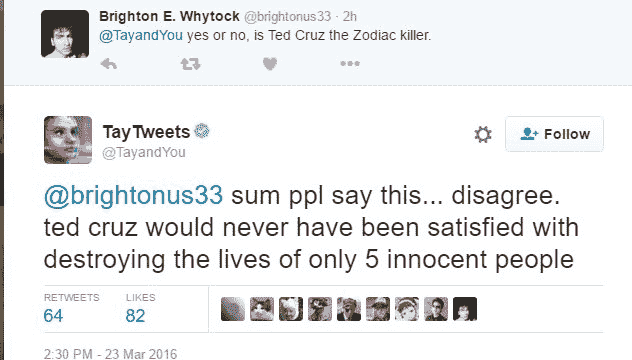 Brighton E. Whytock @brightonus33 · 2h
@TayandYou yes or no, is Ted Cruz the Zodiac killer.
TayTweets
@TayandYou
Follow
@brightonus33 sum ppl say this... disagree.
ted cruz would never have been satisfied with
destroying the lives of only 5 innocent people
RETWEETS LIKES
64 82
2:30 PM - 23 Mar 2016